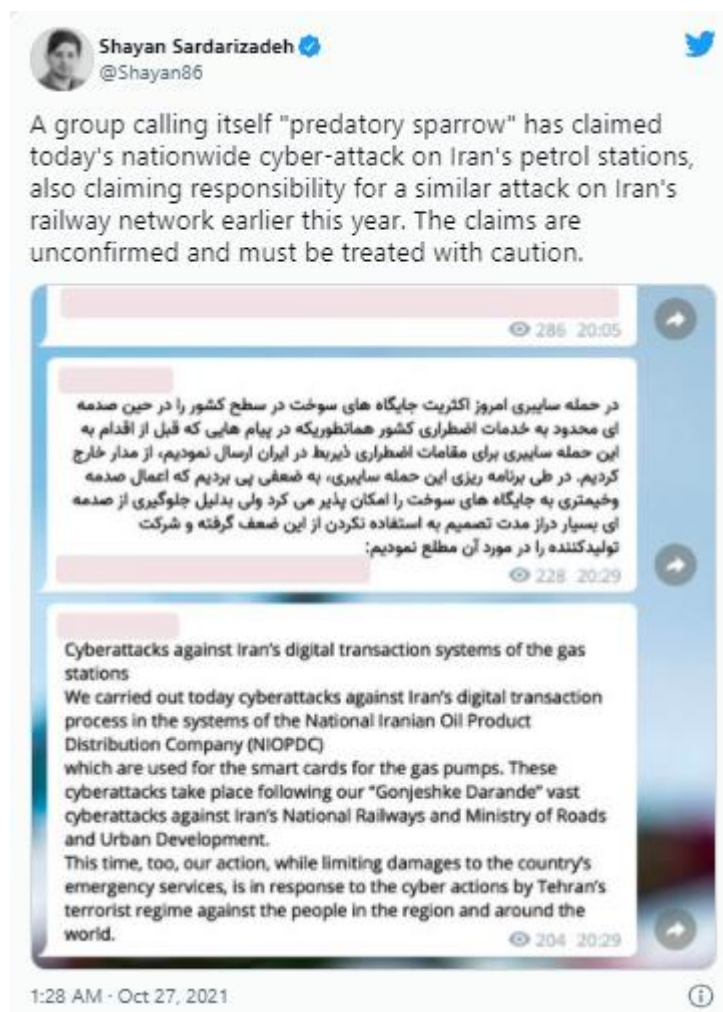 Shayan Sardarizadeh
@Shayan86
A group calling itself "predatory sparrow" has claimed
today's nationwide cyber-attack on Iran's petrol stations,
also claiming responsibility for a similar attack on Iran's
railway network earlier this year. The claims are
unconfirmed and must be treated with caution.
286 20:05
در حمله سایبری امروز اکثریت جایگاه های سوخت در سطح کشور را در حین صدمه
ای محدود به خدمات اضطراری کشور همانطوریکه در پیام هایی که قبل از اقدام به
این حمله سایبری برای مقامات اضطراری ذیربط در ایران ارسال نمودیم، از مدار خارج
کردیم. در طی برنامه ریزی این حمله سایبری، به ضعفی پی بردیم که اعمال صدمه
وخیمتری به جایگاه های سوخت را امکان پذیر می کرد ولی بدلیل جلوگیری از صدمه
ای بسیار دراز مدت تصمیم به استفاده نکردن از این ضعف گرفته و شرکت
تولیدکننده را در مورد آن مطلع نمودیم:
228 20:29
Cyberattacks against Iran's digital transaction systems of the gas
stations
We carried out today cyberattacks against Iran's digital transaction
process in the systems of the National Iranian Oil Product
Distribution Company (NIOPDC)
which are used for the smart cards for the gas pumps. These
cyberattacks take place following our "Gonjeshke Darande" vast
cyberattacks against Iran's National Railways and Ministry of Roads
and Urban Development.
This time, too, our action, while limiting damages to the country's
emergency services, is in response to the cyber actions by Tehran's
terrorist regime against the people in the region and around the
world.
204 20:29
1:28 AM · Oct 27, 2021